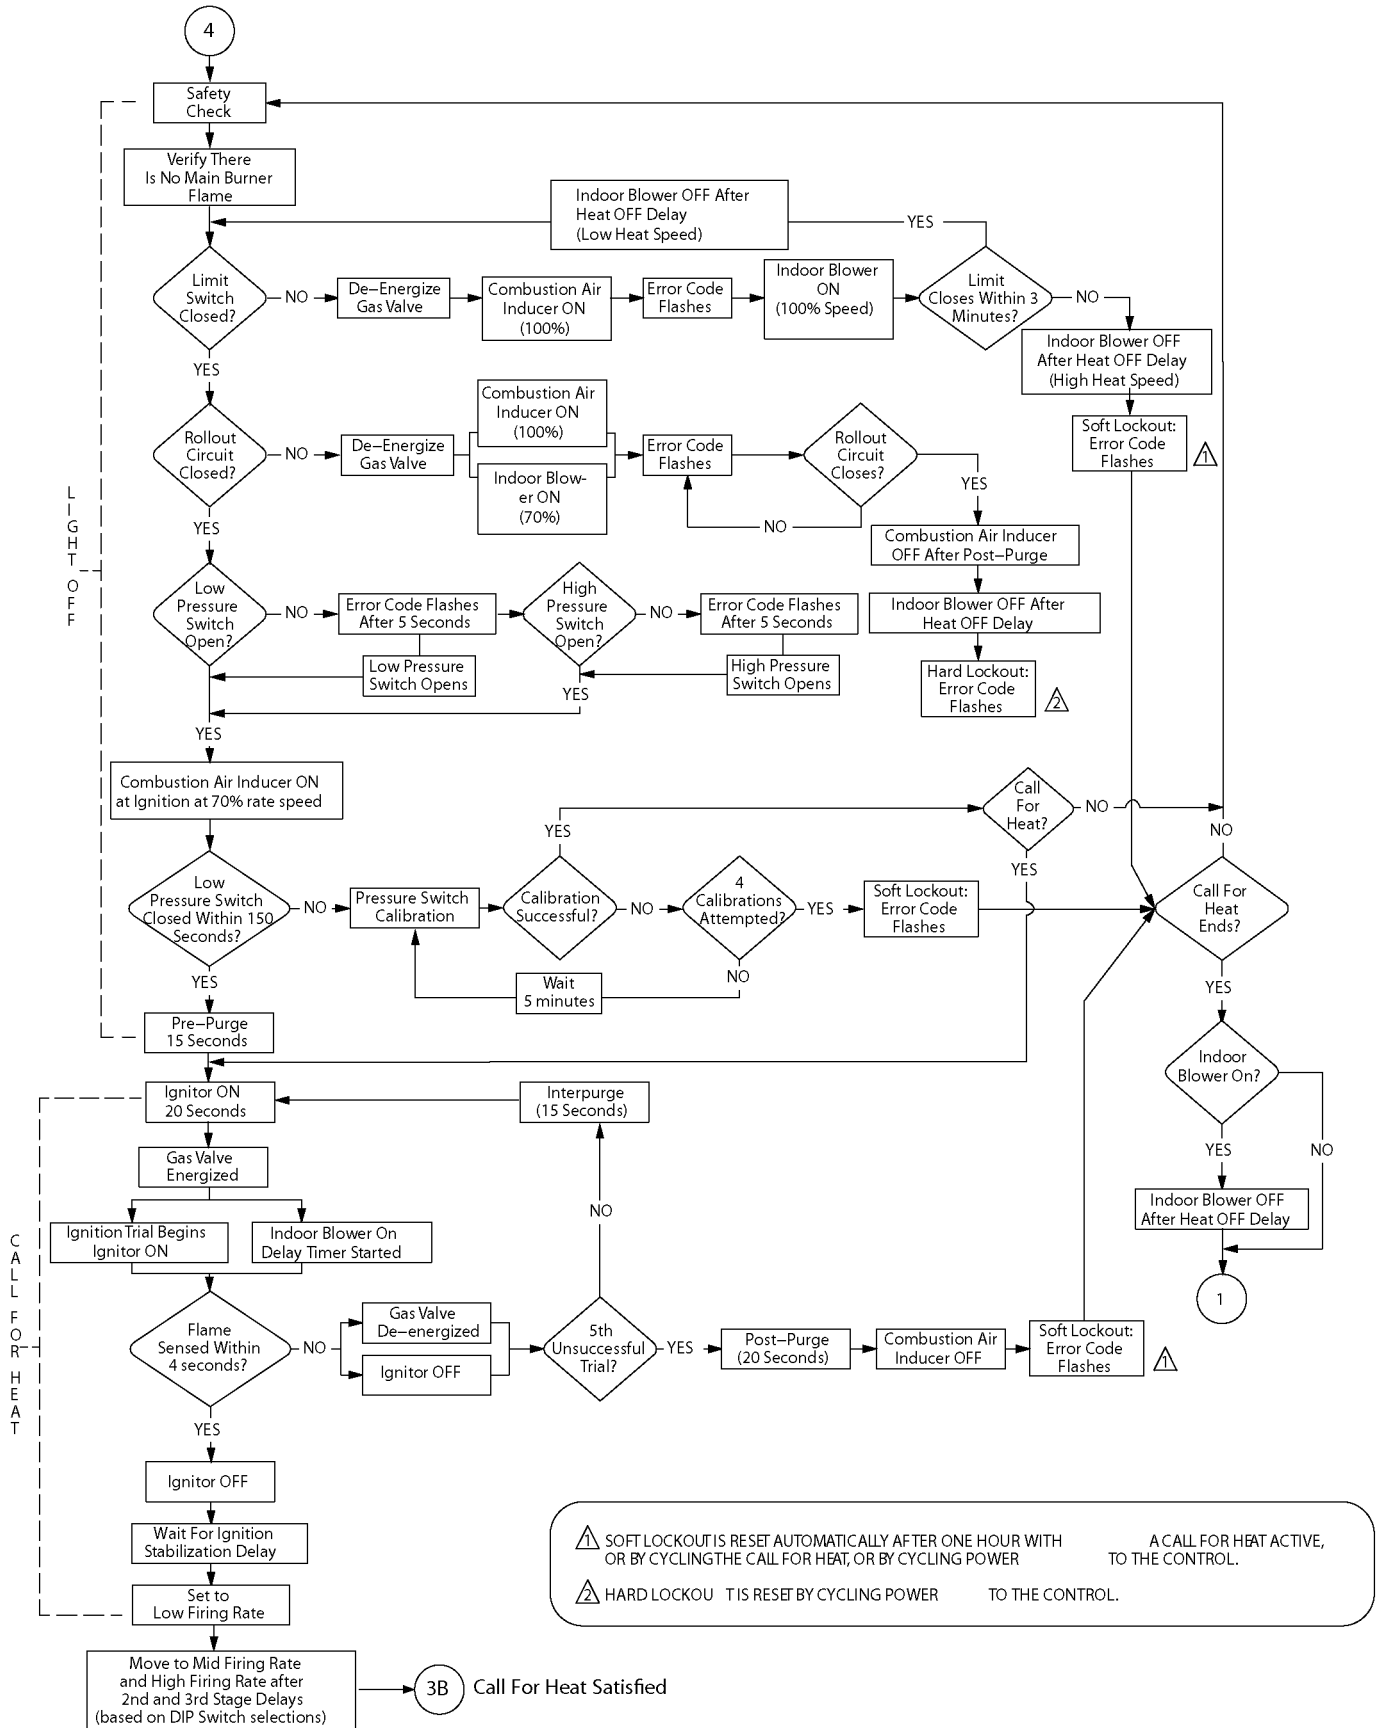 4
Safety
Check
Verify There
Is No Main Burner
Flame
Indoor Blower OFF After
Heat OFF Delay
(Low Heat Speed)
YES
Limit
Switch
Closed?
NO
De–Energize
Gas Valve
Combustion Air
Inducer ON
(100%)
Error Code
Flashes
Indoor Blower
ON
(100% Speed)
Limit
Closes Within 3
Minutes?
NO
Indoor Blower OFF
After Heat OFF Delay
(High Heat Speed)
Soft Lockout:
Error Code
Flashes
1
YES
Rollout
Circuit
Closed?
NO
De–Energize
Gas Valve
Combustion Air
Inducer ON
(100%)
Indoor Blow-
er ON
(70%)
Error Code
Flashes
Rollout
Circuit
Closes?
NO
YES
Combustion Air Inducer
OFF After Post–Purge
Indoor Blower OFF After
Heat OFF Delay
Hard Lockout:
Error Code
Flashes
2
LIGHT OFF
YES
Low
Pressure
Switch
Open?
NO
Error Code Flashes
After 5 Seconds
Low Pressure
Switch Opens
High
Pressure
Switch
Open?
NO
Error Code Flashes
After 5 Seconds
High Pressure
Switch Opens
YES
YES
Combustion Air Inducer ON
at Ignition at 70% rate speed
Low
Pressure Switch
Closed Within 150
Seconds?
NO
Pressure Switch
Calibration
Calibration
Successful?
YES
NO
4
Calibrations
Attempted?
YES
NO
Wait
5 minutes
Soft Lockout:
Error Code
Flashes
Call
For
Heat?
NO
YES
NO
Call For
Heat
Ends?
YES
Indoor
Blower On?
YES
NO
Indoor Blower OFF
After Heat OFF Delay
1
YES
Pre–Purge
15 Seconds
Ignitor ON
20 Seconds
Interpurge
(15 Seconds)
Gas Valve
Energized
Ignition Trial Begins
Ignitor ON
Indoor Blower On
Delay Timer Started
CALL FOR HEAT
Flame
Sensed Within
4 seconds?
NO
Gas Valve
De–energized
Ignitor OFF
5th
Unsuccessful
Trial?
NO
YES
Post–Purge
(20 Seconds)
Combustion Air
Inducer OFF
Soft Lockout:
Error Code
Flashes
1
YES
Ignitor OFF
Wait For Ignition
Stabilization Delay
Set to
Low Firing Rate
Move to Mid Firing Rate
and High Firing Rate after
2nd and 3rd Stage Delays
(based on DIP Switch selections)
3B Call For Heat Satisfied
1 SOFT LOCKOUT IS RESET AUTOMATICALLY AFTER ONE HOUR WITH A CALL FOR HEAT ACTIVE,
OR BY CYCLING THE CALL FOR HEAT, OR BY CYCLING POWER TO THE CONTROL.
2 HARD LOCKOU T IS RESET BY CYCLING POWER TO THE CONTROL.